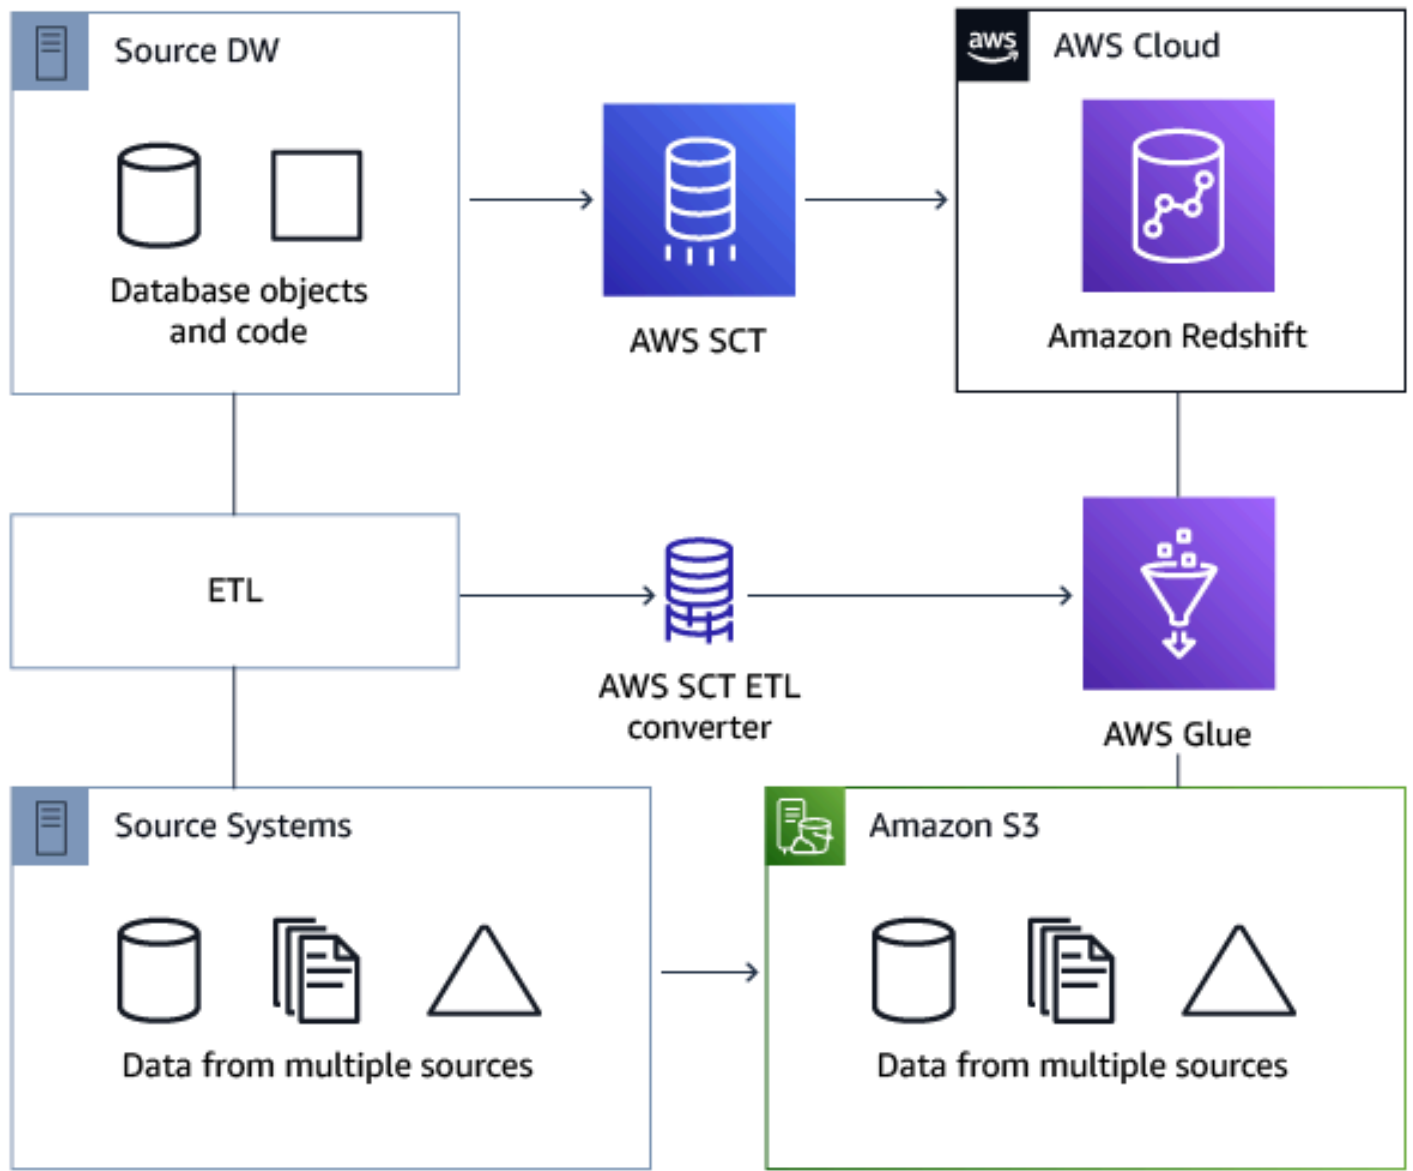 Source DW
aws
AWS Cloud
Database objects
and code
AWS SCT
Amazon Redshift
ETL
AWS SCT ETL
converter
AWS Glue
Source Systems
Amazon S3
Data from multiple sources
Data from multiple sources